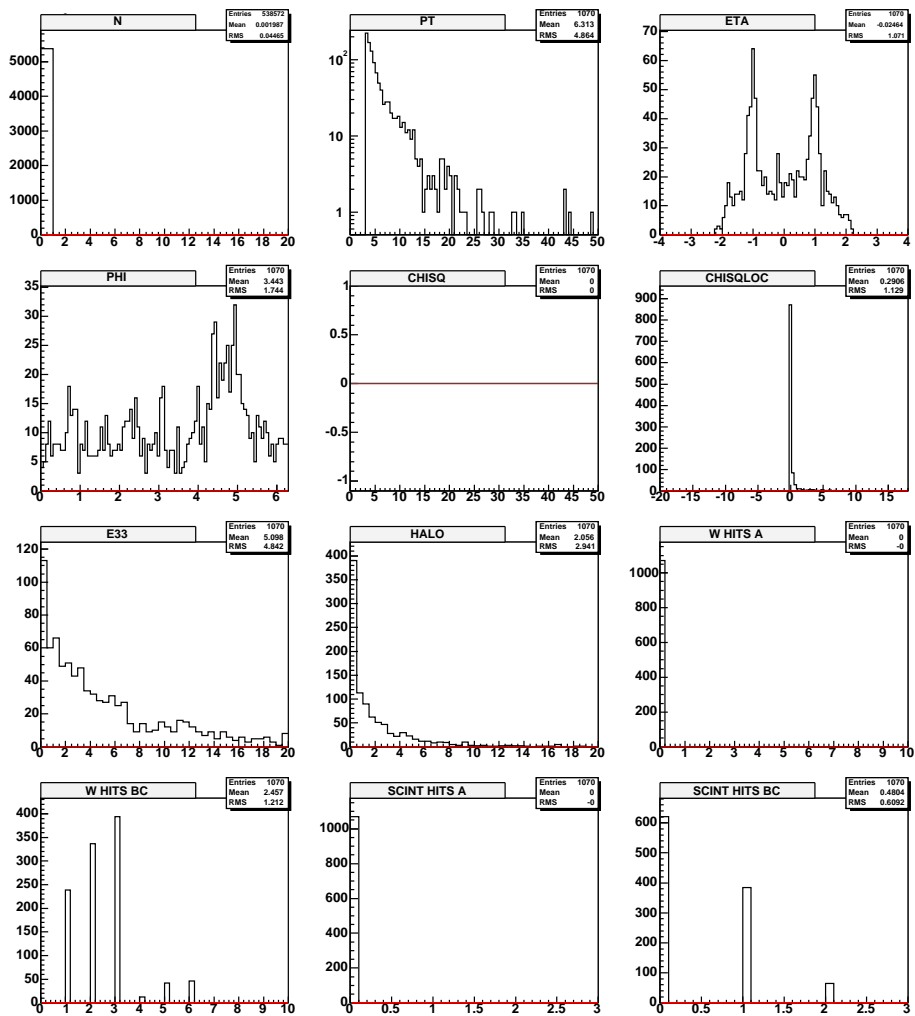 N
Entries 538572
Mean 0.001987
RMS 0.04465
5000
4000
3000
2000
1000
0
0 2 4 6 8 10 12 14 16 18 20
PT
Entries 1070
Mean 6.313
RMS 4.864
10²
10
1
0 5 10 15 20 25 30 35 40 45 50
ETA
Entries 1070
Mean -0.02464
RMS 1.071
70
60
50
40
30
20
10
0
-4 -3 -2 -1 0 1 2 3 4
PHI
Entries 1070
Mean 3.443
RMS 1.744
35
30
25
20
15
10
5
0
0 1 2 3 4 5 6
CHISQ
Entries 1070
Mean 0
RMS 0
1
0.5
0
-0.5
-1
0 5 10 15 20 25 30 35 40 45 50
CHISQLOC
Entries 1070
Mean 0.2906
RMS 1.129
900
800
700
600
500
400
300
200
100
0
-20 -15 -10 -5 0 5 10 15
E33
Entries 1070
Mean 5.098
RMS 4.842
120
100
80
60
40
20
0
0 2 4 6 8 10 12 14 16 18 20
HALO
Entries 1070
Mean 2.056
RMS 2.941
400
350
300
250
200
150
100
50
0
0 2 4 6 8 10 12 14 16 18 20
W HITS A
Entries 1070
Mean 0
RMS -0
1000
800
600
400
200
0
0 1 2 3 4 5 6 7 8 9 10
W HITS BC
Entries 1070
Mean 2.457
RMS 1.212
400
350
300
250
200
150
100
50
0
0 1 2 3 4 5 6 7 8 9 10
SCINT HITS A
Entries 1070
Mean 0
RMS -0
1000
800
600
400
200
0
0 0.5 1 1.5 2 2.5 3
SCINT HITS BC
Entries 1070
Mean 0.4804
RMS 0.6092
600
500
400
300
200
100
0
0 0.5 1 1.5 2 2.5 3